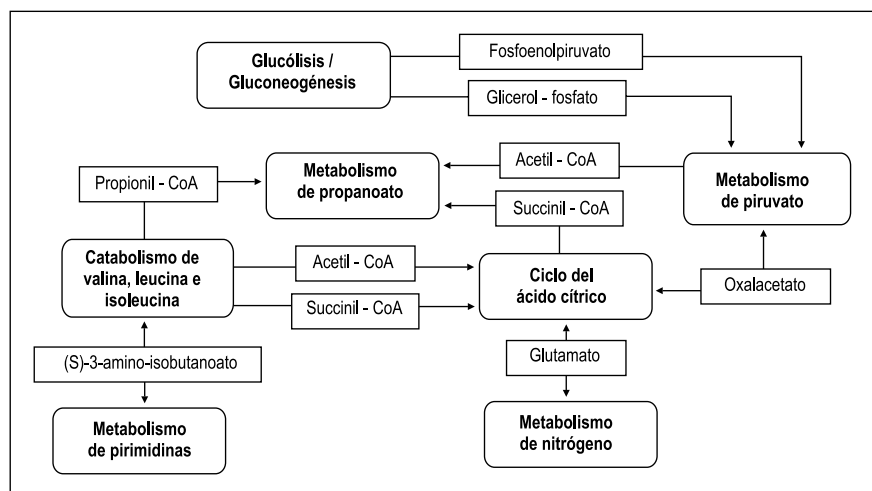 Glucólisis /
Gluconeogénesis
Fosfoenolpiruvato
Glicerol - fosfato
Propionil - CoA
Metabolismo
de propanoato
Acetil - CoA
Succinil - CoA
Metabolismo
de piruvato
Catabolismo de
valina, leucina e
isoleucina
Acetil - CoA
Succinil - CoA
Ciclo del
ácido cítrico
Oxalacetato
(S)-3-amino-isobutanoato
Glutamato
Metabolismo
de pirimidinas
Metabolismo
de nitrógeno